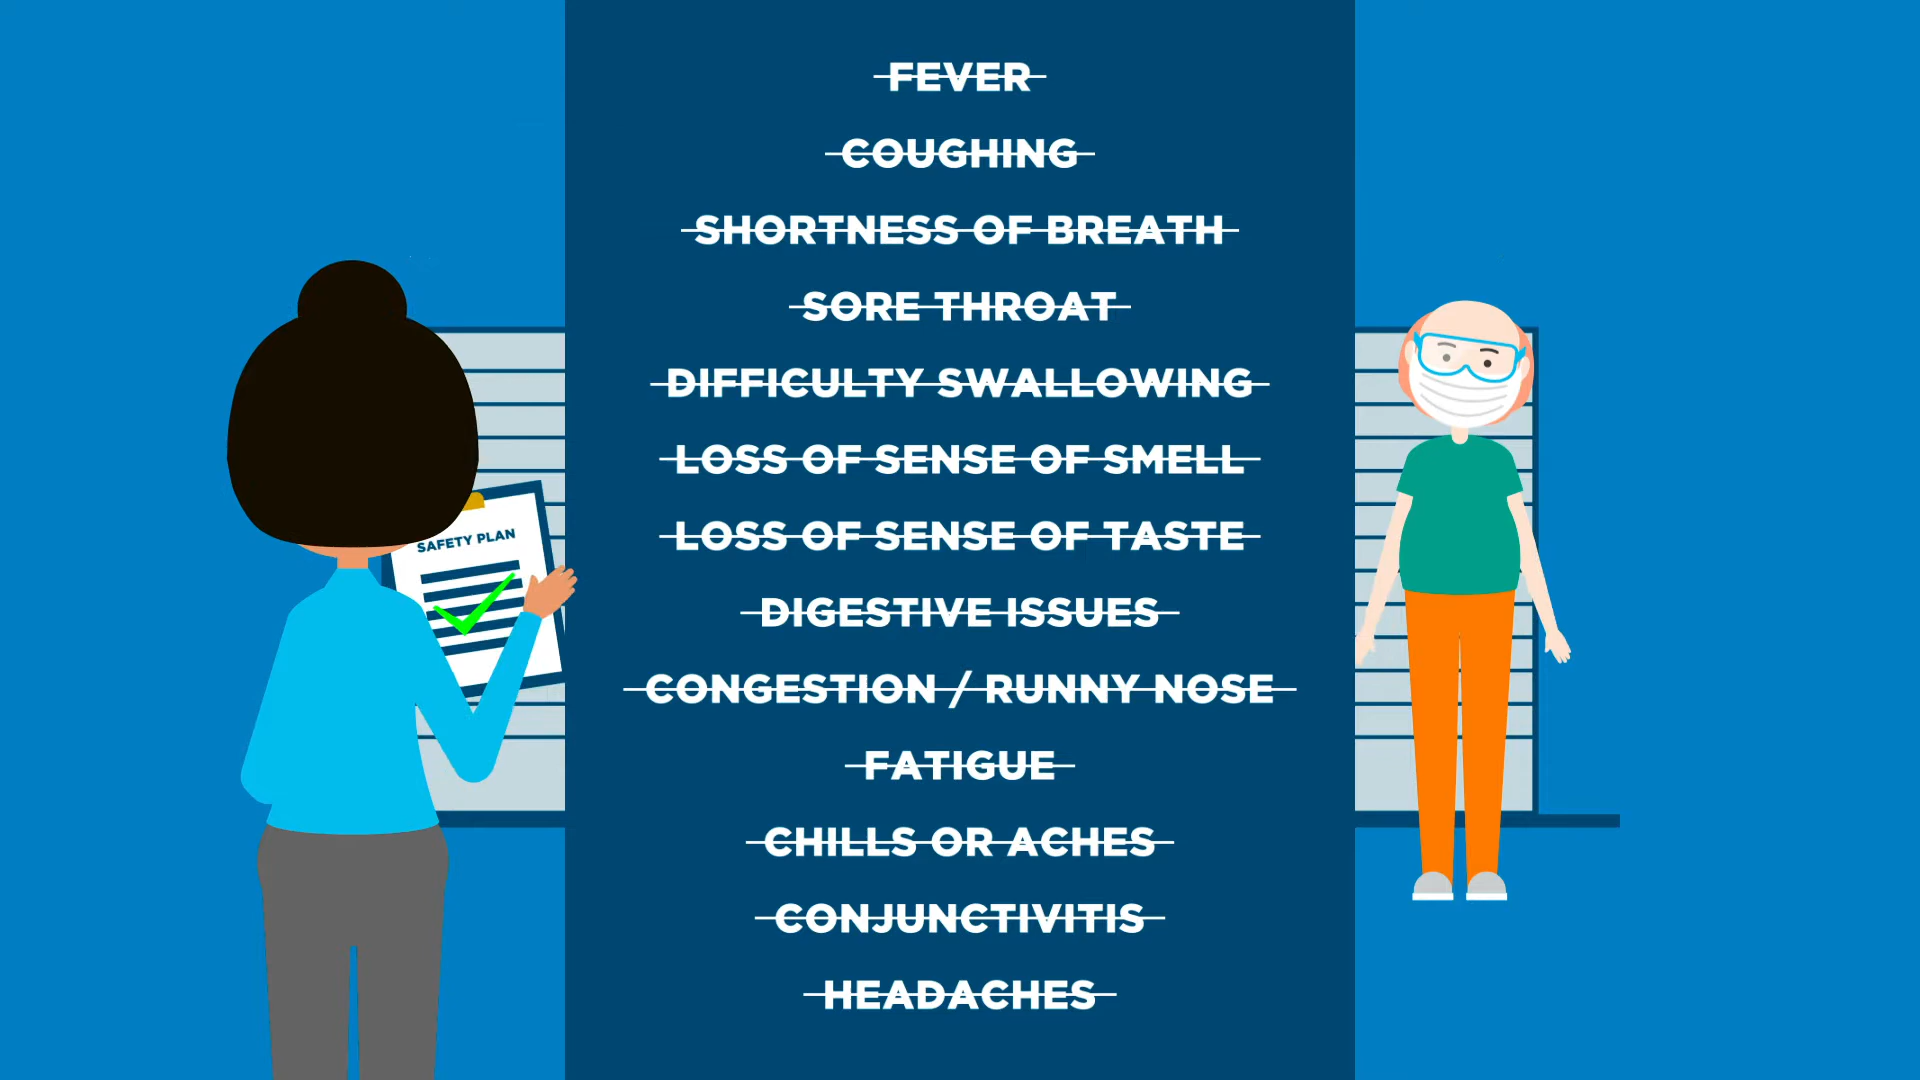 FEVER
COUGHING
SHORTNESS OF BREATH
SORE THROAT
DIFFICULTY SWALLOWING
LOSS OF SENSE OF SMELL
LOSS OF SENSE OF TASTE
DIGESTIVE ISSUES
CONGESTION / RUNNY NOSE
FATIGUE
CHILLS OR ACHES
CONJUNCTIVITIS
HEADACHES
SAFETY PLAN